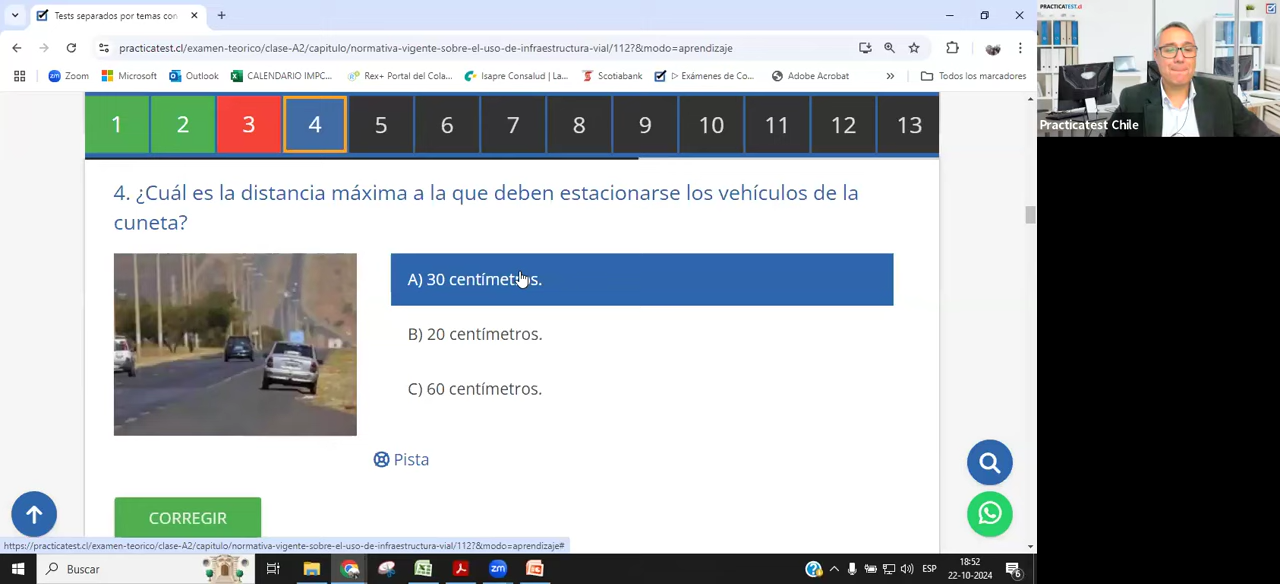 Tests separados por temas con
practicatest.cl/examen-teorico/clase-A2/capitulo/normativa-vigente-sobre-el-uso-de-infraestructura-vial/112?&modo=aprendizaje
Zoom
Microsoft
Outlook
CALENDARIO IMPC...
Rex+ Portal del Cola...
Isapre Consalud | La...
Scotiabank
▷ Exámenes de Co...
Adobe Acrobat
»
Todos los marcadores
PRACTICATEST.cl
Practicatest Chile
1 2 3 4 5 6 7 8 9 10 11 12 13
4. ¿Cuál es la distancia máxima a la que deben estacionarse los vehículos de la
cuneta?
A) 30 centímetros.
B) 20 centímetros.
C) 60 centímetros.
Pista
CORREGIR
https://practicatest.cl/examen-teorico/clase-A2/capitulo/normativa-vigente-sobre-el-uso-de-infraestructura-vial/112?&modo=aprendizaje#
Buscar
ESP
18:52
22-10-2024
6